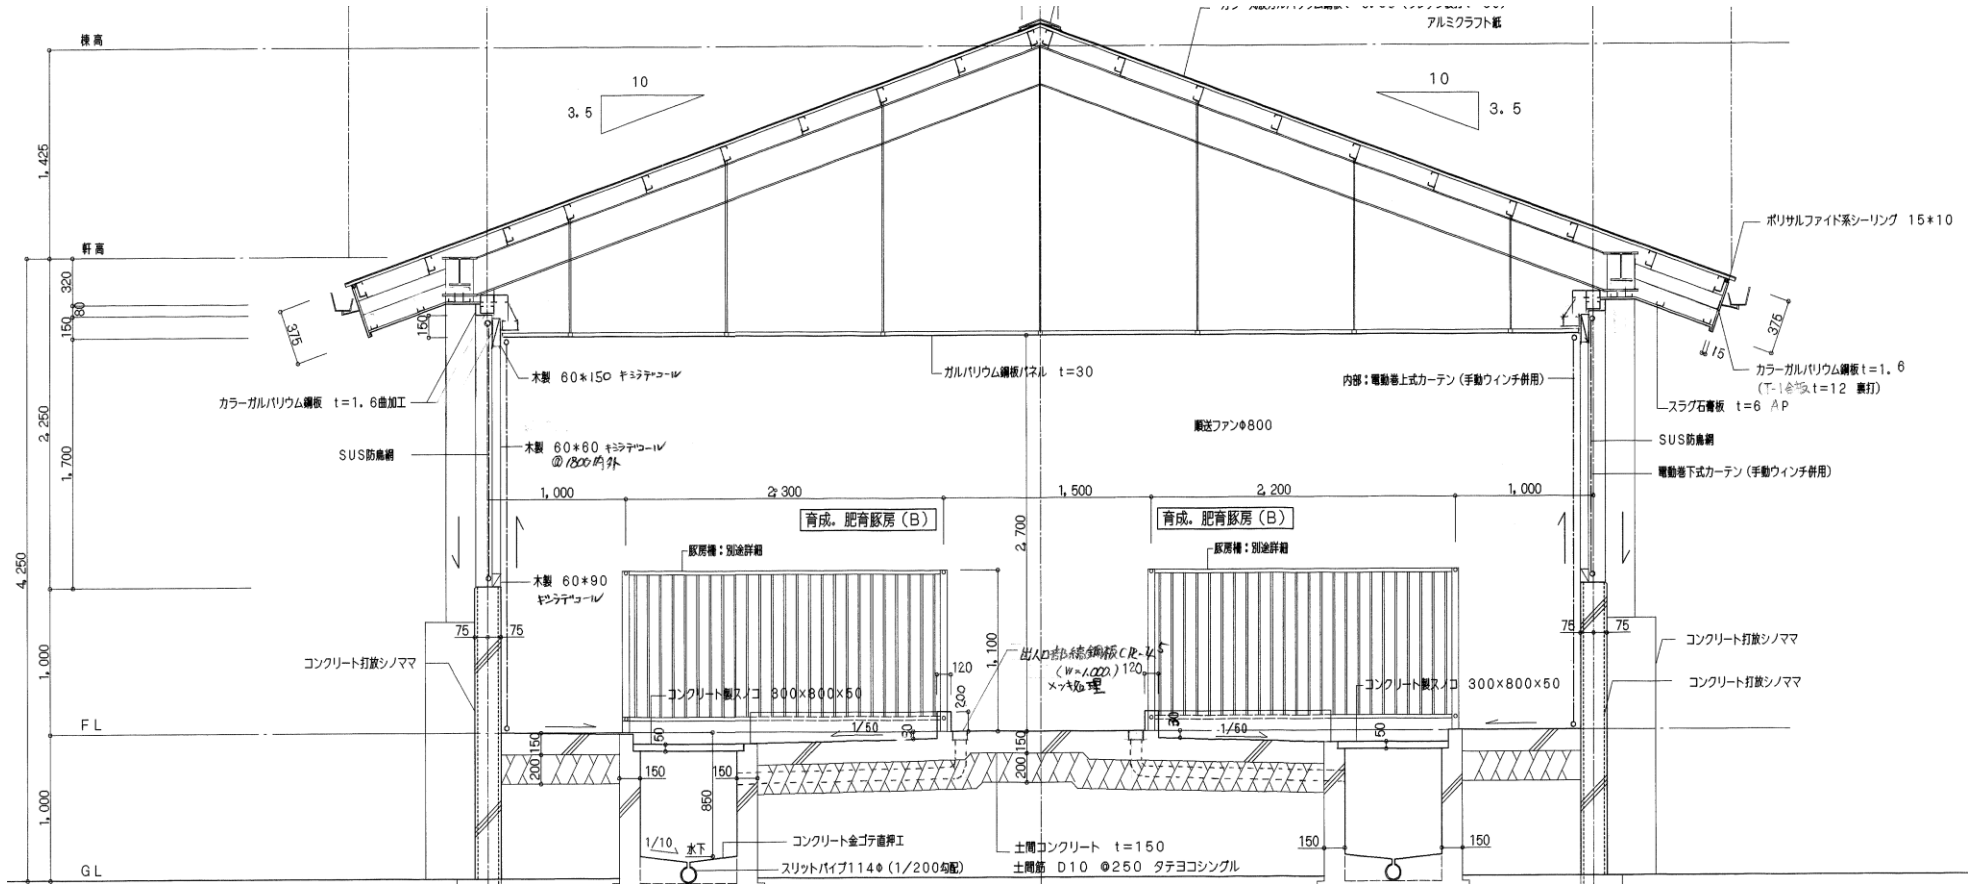 アルミクラフト紙
棟高
10
3.5
10
3.5
1,425
ポリサルファイド系シーリング 15*10
軒高
320
80
150
150
375
375
15
木製 60*150 キシラデコール
ガルバリウム鋼板パネル t=30
内部：電動巻上式カーテン（手動ウィンチ併用）
カラーガルバリウム鋼板t=1.6
t=12 裏打)
カラーガルバリウム鋼板 t=1.6曲加工
スラグ石膏板 t=6 AP
順送ファンΦ800
2,250
木製 60*60 キシラデコール
@1800内外
SUS防鳥網
SUS防鳥網
1,700
電動巻下式カーテン（手動ウィンチ併用）
1,000
2,300
1,500
2,200
1,000
育成．肥育豚房（B）
育成．肥育豚房（B）
2,700
豚房柵：別途詳細
豚房柵：別途詳細
4,250
木製 60*90
キシラデコール
75
75
75
75
1,100
コンクリート打放シノママ
コンクリート打放シノママ
コンクリート打放シノママ
1,000
120
(W=1,000)
120
メッキ処理
200
コンクリート製スノコ 300×800×50
コンクリート製スノコ 300×800×50
FL
1/50
30
30
1/50
50
50
150
200
150
200
150
150
850
1,000
1/10
水下
コンクリート金ゴテ直押エ
土間コンクリート t=150
150
150
スリットパイプ114Φ(1/200勾配)
土間筋 D10 @250 タテヨコシングル
GL